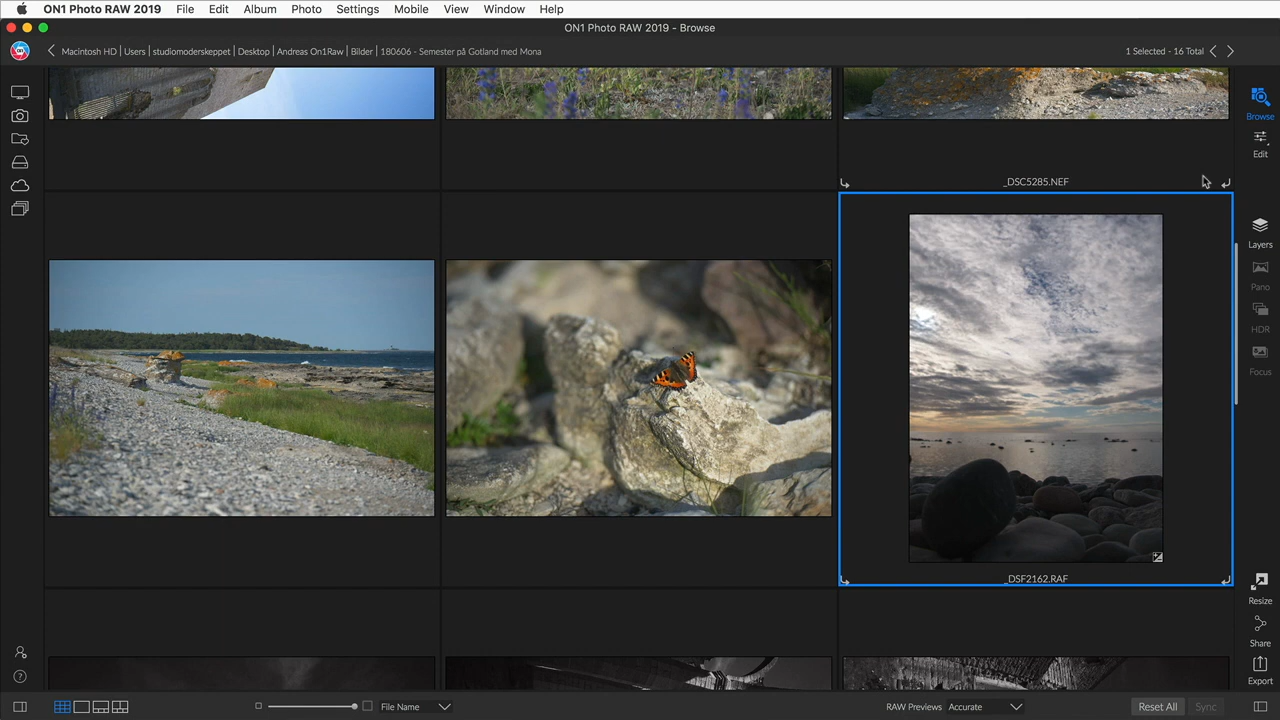 ON1 Photo RAW 2019 File Edit Album Photo Settings Mobile View Window Help
ON1 Photo RAW 2019 - Browse
Macintosh HD | Users | studiomoderskeppet | Desktop | Andreas On1Raw | Bilder | 180606 - Semester på Gotland med Mona
1 Selected - 16 Total
Browse
Edit
_DSC5285.NEF
Layers
Pano
HDR
Focus
_DSF2162.RAF
Resize
Share
Export
File Name
RAW Previews Accurate
Reset All
Sync